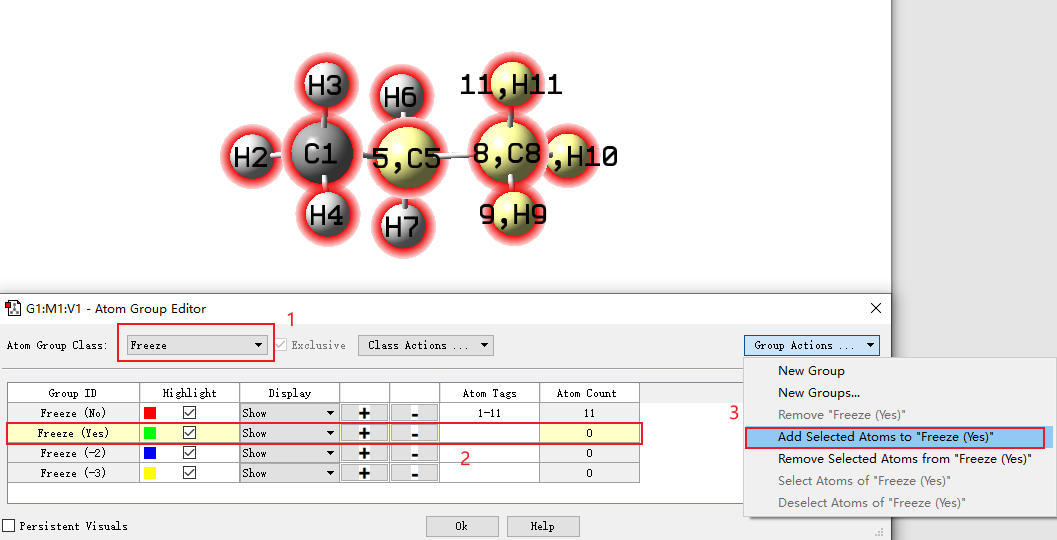 H3
H6
11,H11
H2
C1
5,C5
8,C8
,H10
H4
H7
9,H9
G1:M1:V1 - Atom Group Editor
1
Atom Group Class:
Freeze
Exclusive
Class Actions ...
Group Actions ...
Group ID Highlight Display Atom Tags Atom Count
Freeze (No) Show + - 1-11 11
Freeze (Yes) Show + - 0
Freeze (-2) Show + - 0
Freeze (-3) Show + - 0
2
3
New Group
New Groups...
Remove "Freeze (Yes)"
Add Selected Atoms to "Freeze (Yes)"
Remove Selected Atoms from "Freeze (Yes)"
Select Atoms of "Freeze (Yes)"
Deselect Atoms of "Freeze (Yes)"
Persistent Visuals
Ok
Help